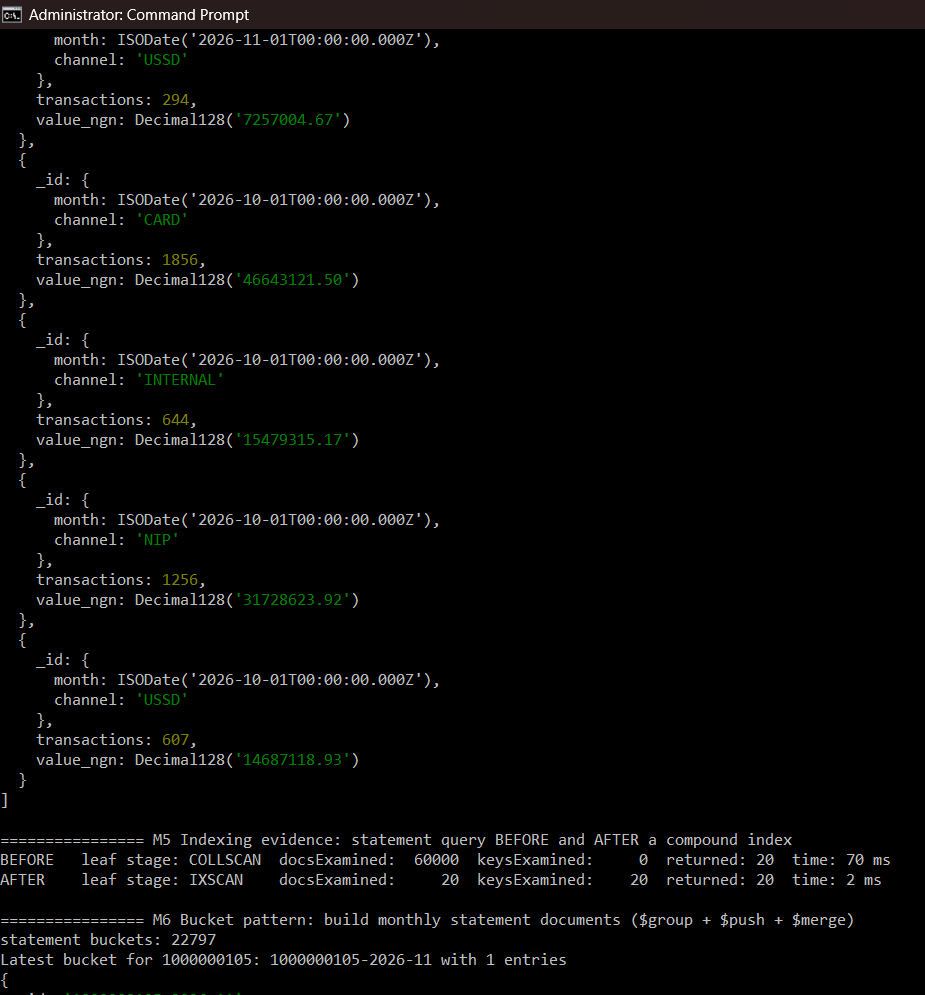 Administrator: Command Prompt
      month: ISODate('2026-11-01T00:00:00.000Z'),
      channel: 'USSD'
    },
    transactions: 294,
    value_ngn: Decimal128('7257004.67')
  },
  {
    _id: {
      month: ISODate('2026-10-01T00:00:00.000Z'),
      channel: 'CARD'
    },
    transactions: 1856,
    value_ngn: Decimal128('46643121.50')
  },
  {
    _id: {
      month: ISODate('2026-10-01T00:00:00.000Z'),
      channel: 'INTERNAL'
    },
    transactions: 644,
    value_ngn: Decimal128('15479315.17')
  },
  {
    _id: {
      month: ISODate('2026-10-01T00:00:00.000Z'),
      channel: 'NIP'
    },
    transactions: 1256,
    value_ngn: Decimal128('31728623.92')
  },
  {
    _id: {
      month: ISODate('2026-10-01T00:00:00.000Z'),
      channel: 'USSD'
    },
    transactions: 607,
    value_ngn: Decimal128('14687118.93')
  }
]

================ M5 Indexing evidence: statement query BEFORE and AFTER a compound index
BEFORE   leaf stage: COLLSCAN  docsExamined:  60000  keysExamined:     0  returned: 20  time: 70 ms
AFTER    leaf stage: IXSCAN    docsExamined:     20  keysExamined:    20  returned: 20  time: 2 ms

================ M6 Bucket pattern: build monthly statement documents ($group + $push + $merge)
statement buckets: 22797
Latest bucket for 1000000105: 1000000105-2026-11 with 1 entries
{